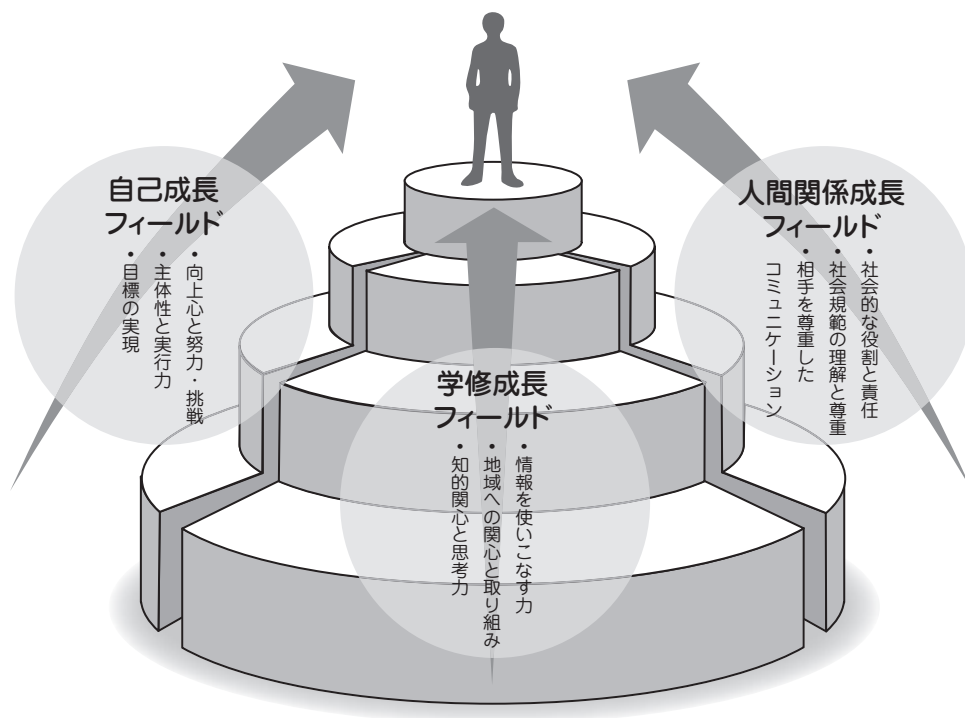 自己成長
フィールド
・向上心と努力・挑戦
・主体性と実行力
・目標の実現
学修成長
フィールド
・情報を使いこなす力
・地域への関心と取り組み
・知的関心と思考力
人間関係成長
フィールド
・社会的な役割と責任
・社会規範の理解と尊重
・相手を尊重した
コミュニケーション